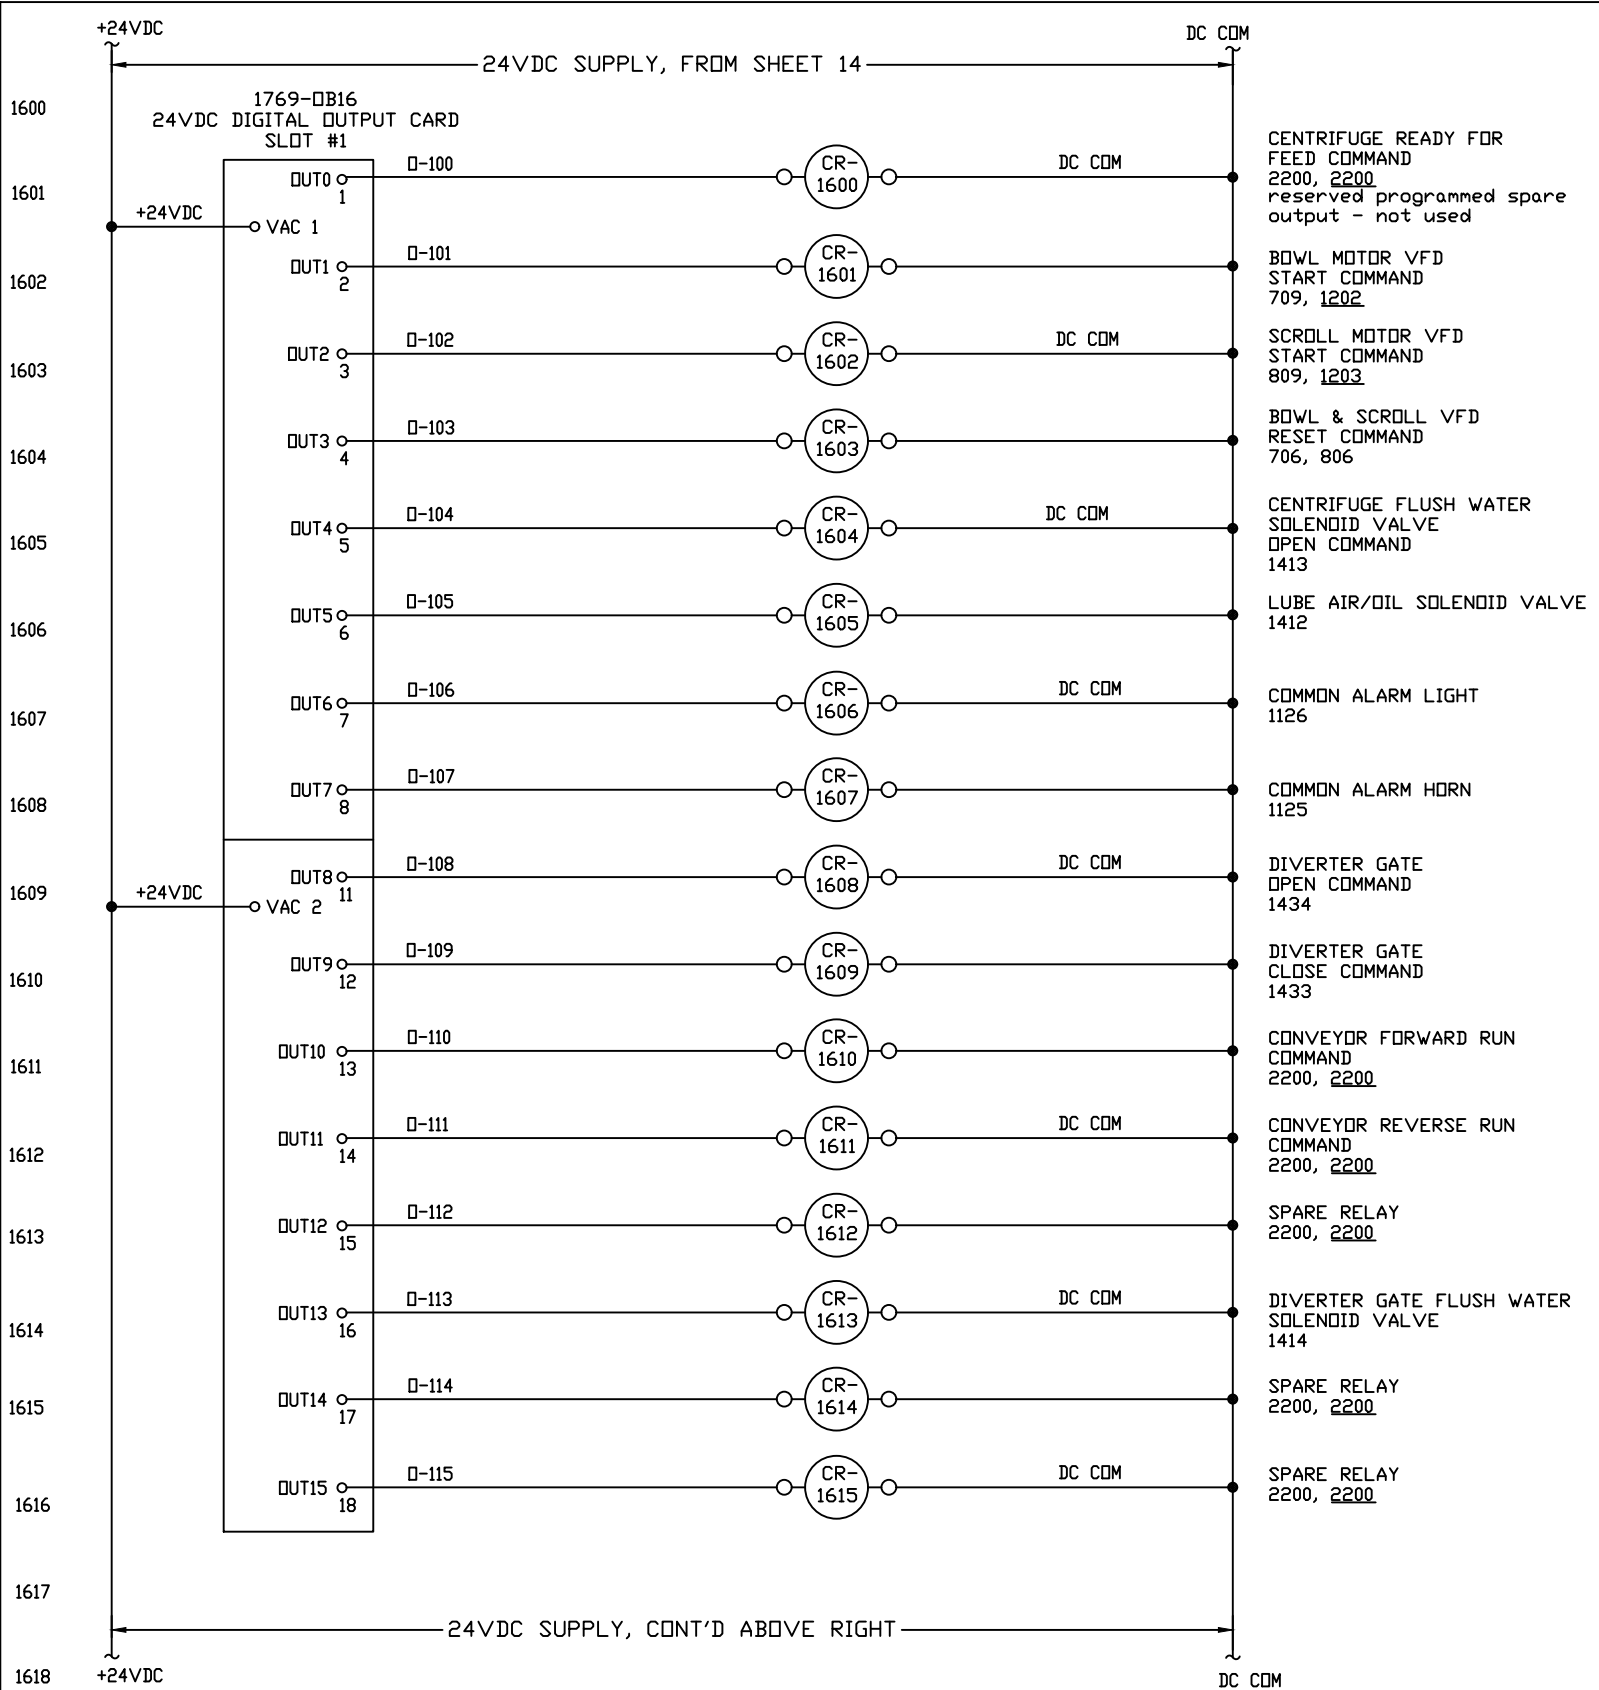 +24VDC
DC COM
24VDC SUPPLY, FROM SHEET 14
1600
1769-OB16
24VDC DIGITAL OUTPUT CARD
SLOT #1
1601
OUT0
1
O-100
CR-
1600
DC COM
CENTRIFUGE READY FOR
FEED COMMAND
2200, 2200
reserved programmed spare
output - not used
+24VDC
VAC 1
1602
OUT1
2
O-101
CR-
1601
BOWL MOTOR VFD
START COMMAND
709, 1202
1603
OUT2
3
O-102
CR-
1602
DC COM
SCROLL MOTOR VFD
START COMMAND
809, 1203
1604
OUT3
4
O-103
CR-
1603
BOWL & SCROLL VFD
RESET COMMAND
706, 806
1605
OUT4
5
O-104
CR-
1604
DC COM
CENTRIFUGE FLUSH WATER
SOLENOID VALVE
OPEN COMMAND
1413
1606
OUT5
6
O-105
CR-
1605
LUBE AIR/OIL SOLENOID VALVE
1412
1607
OUT6
7
O-106
CR-
1606
DC COM
COMMON ALARM LIGHT
1126
1608
OUT7
8
O-107
CR-
1607
COMMON ALARM HORN
1125
1609
OUT8
11
O-108
CR-
1608
DC COM
DIVERTER GATE
OPEN COMMAND
1434
+24VDC
VAC 2
1610
OUT9
12
O-109
CR-
1609
DIVERTER GATE
CLOSE COMMAND
1433
1611
OUT10
13
O-110
CR-
1610
CONVEYOR FORWARD RUN
COMMAND
2200, 2200
1612
OUT11
14
O-111
CR-
1611
DC COM
CONVEYOR REVERSE RUN
COMMAND
2200, 2200
1613
OUT12
15
O-112
CR-
1612
SPARE RELAY
2200, 2200
1614
OUT13
16
O-113
CR-
1613
DC COM
DIVERTER GATE FLUSH WATER
SOLENOID VALVE
1414
1615
OUT14
17
O-114
CR-
1614
SPARE RELAY
2200, 2200
1616
OUT15
18
O-115
CR-
1615
DC COM
SPARE RELAY
2200, 2200
1617
24VDC SUPPLY, CONT'D ABOVE RIGHT
1618
+24VDC
DC COM